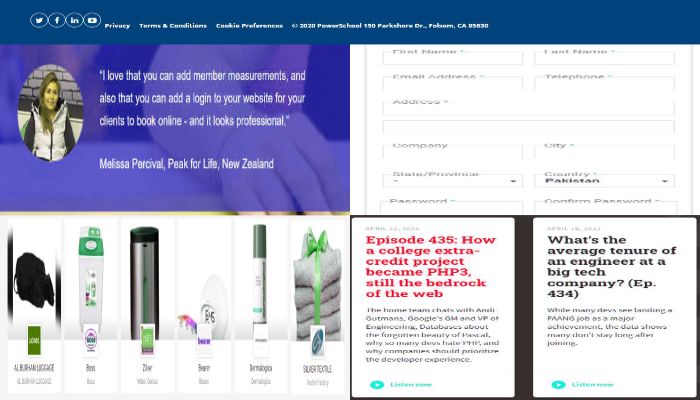 Privacy Terms & Conditions Cookie Preferences © 2020 PowerSchool 150 Parkshore Dr., Folsom, CA 95630
"I love that you can add member measurements, and
also that you can add a login to your website for your
clients to book online - and it looks professional."
Melissa Percival, Peak for Life, New Zealand
First Name * Last Name *
Email Address * Telephone *
Address *
Company City *
State/Province Country *
- Pakistan
Password * Confirm Password *
AL BURHAN LUGGAGE
AL BURHAN LUGGAGE
Boss
Boss
Zilver
Water Genius
Bearer
Bearer
Dermalogica
Dermalogica
SILVER TEXTILE
Textile Factory
APRIL 22, 2022
Episode 435: How
a college extra-
credit project
became PHP3,
still the bedrock
of the web
The home team chats with Andi
Gutmans, Google's GM and VP of
Engineering, Databases about
the forgotten beauty of Pascal,
why so many devs hate PHP, and
why companies should prioritize
the developer experience.
Listen now
What's the
average tenure of
an engineer at a
big tech
company? (Ep.
434)
While many devs see landing a
FAANG job as a major
achievement, the data shows
many don't stay long after
joining.
Listen now